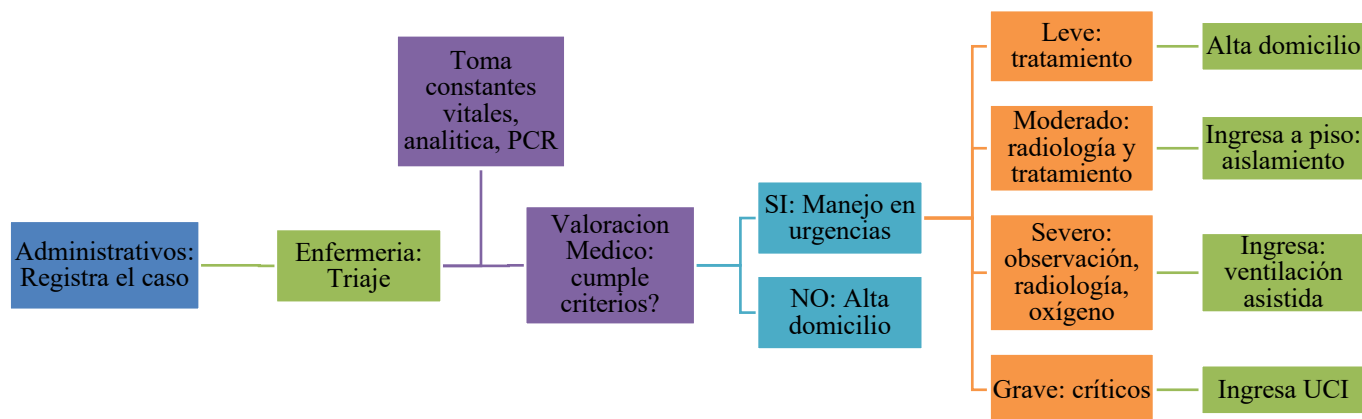 Administrativos:
Registra el caso
Enfermeria:
Triaje
Toma
constantes
vitales,
analitica, PCR
Valoracion
Medico:
cumple
criterios?
SI: Manejo en
urgencias
NO: Alta
domicilio
Leve:
tratamiento
Alta domicilio
Moderado:
radiología y
tratamiento
Ingresa a piso:
aislamiento
Severo:
observación,
radiología,
oxígeno
Ingresa:
ventilación
asistida
Grave: críticos
Ingresa UCI